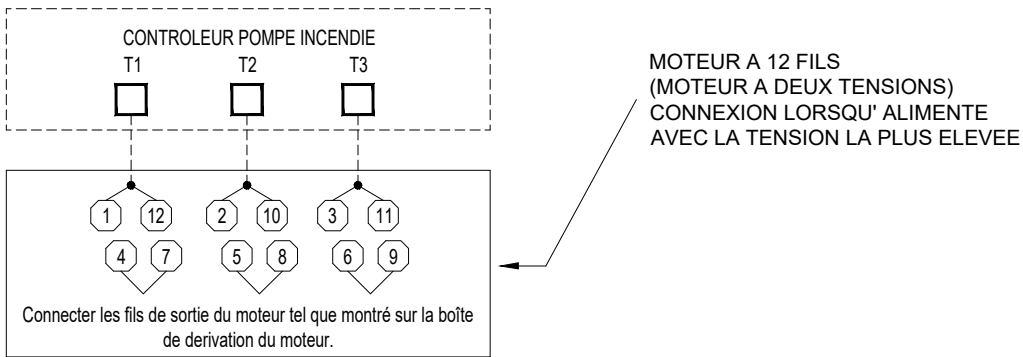 CONTROLEUR POMPE INCENDIE
T1 T2 T3
MOTEUR A 12 FILS
(MOTEUR A DEUX TENSIONS)
CONNEXION LORSQU' ALIMENTE
AVEC LA TENSION LA PLUS ELEVEE
1 12 2 10 3 11
4 7 5 8 6 9
Connecter les fils de sortie du moteur tel que montré sur la boîte
de derivation du moteur.